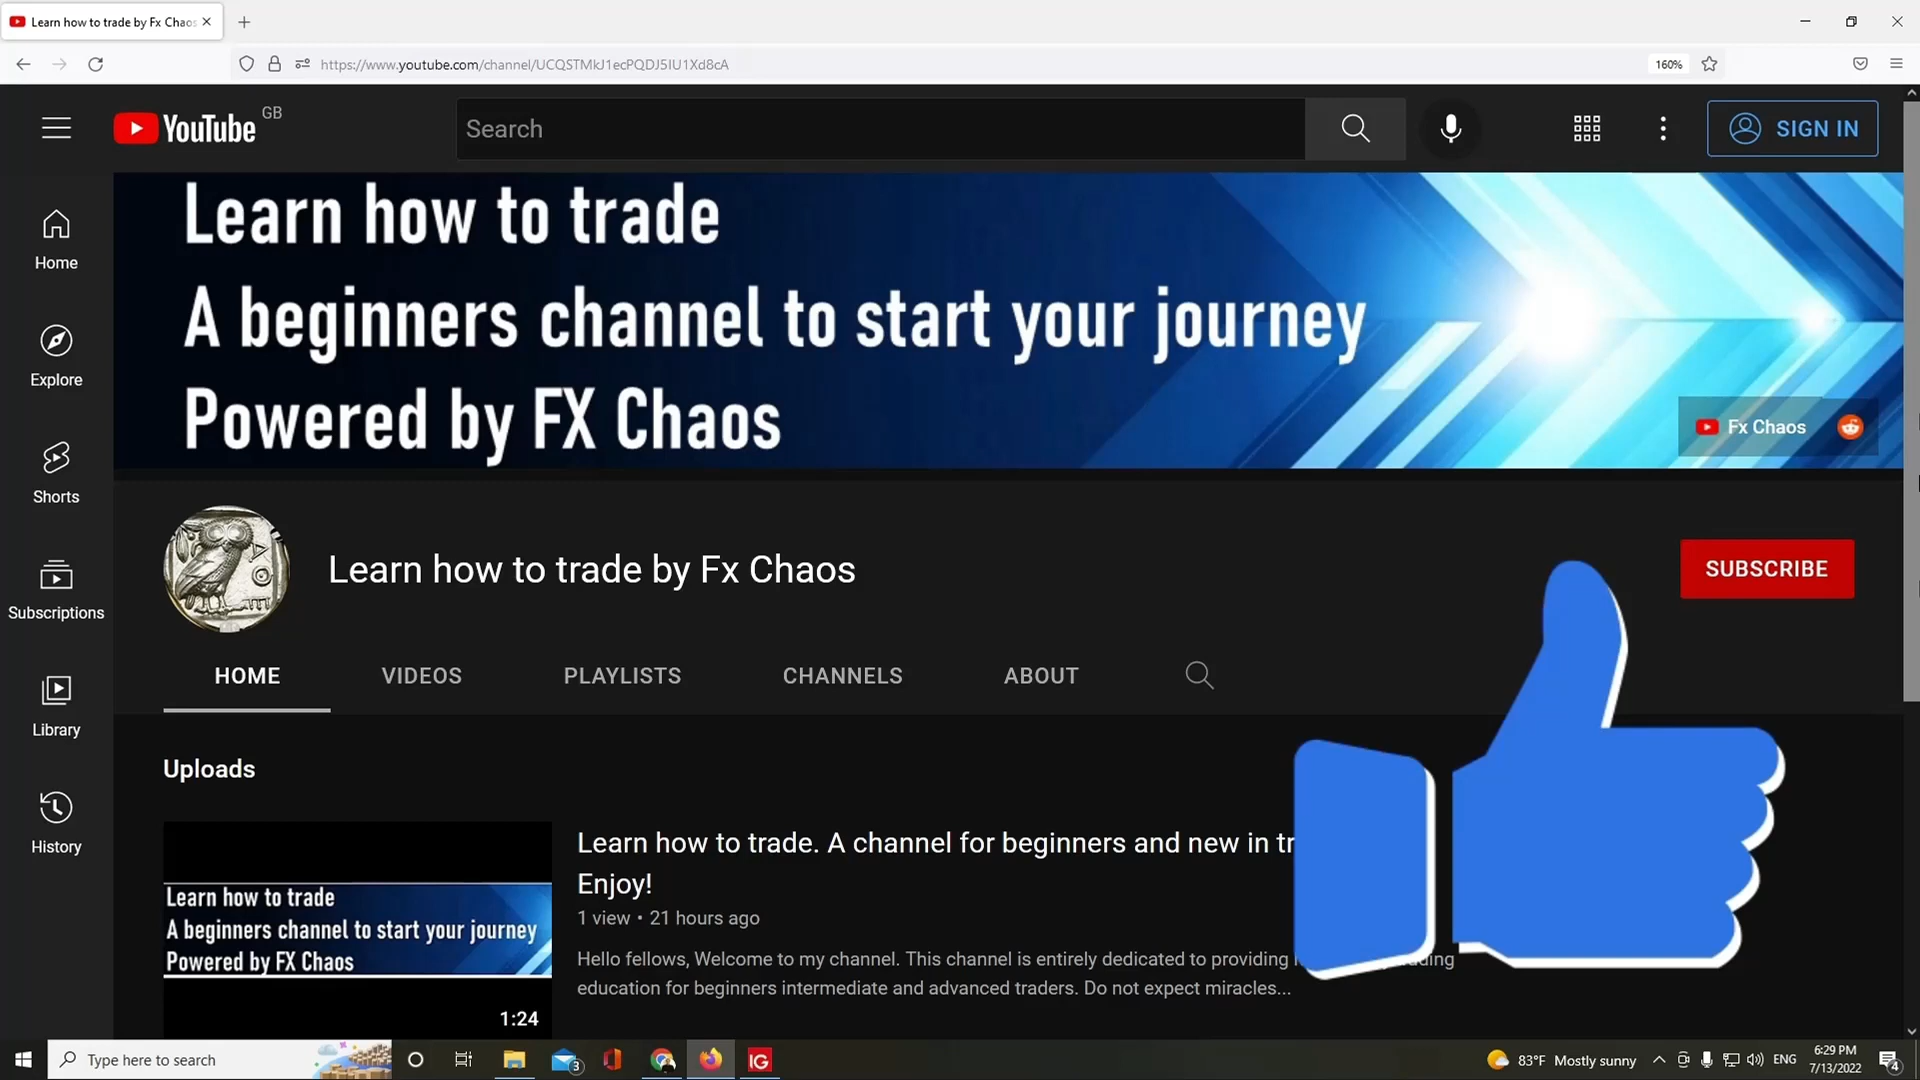 Learn how to trade by Fx Chaos
https://www.youtube.com/channel/UCQSTMkJ1ecPQDJ5IU1Xd8cA
160%
YouTube GB
Search
SIGN IN
Home
Explore
Shorts
Subscriptions
Library
History
Learn how to trade
A beginners channel to start your journey
Powered by FX Chaos
Fx Chaos
Learn how to trade by Fx Chaos
SUBSCRIBE
HOME VIDEOS PLAYLISTS CHANNELS ABOUT
Uploads
Learn how to trade
A beginners channel to start your journey
Powered by FX Chaos
1:24
Learn how to trade. A channel for beginners and new in tr
Enjoy!
1 view • 21 hours ago
Hello fellows, Welcome to my channel. This channel is entirely dedicated to providing
education for beginners intermediate and advanced traders. Do not expect miracles...
Type here to search
3
IG
83°F Mostly sunny
ENG
6:29 PM
7/13/2022
4